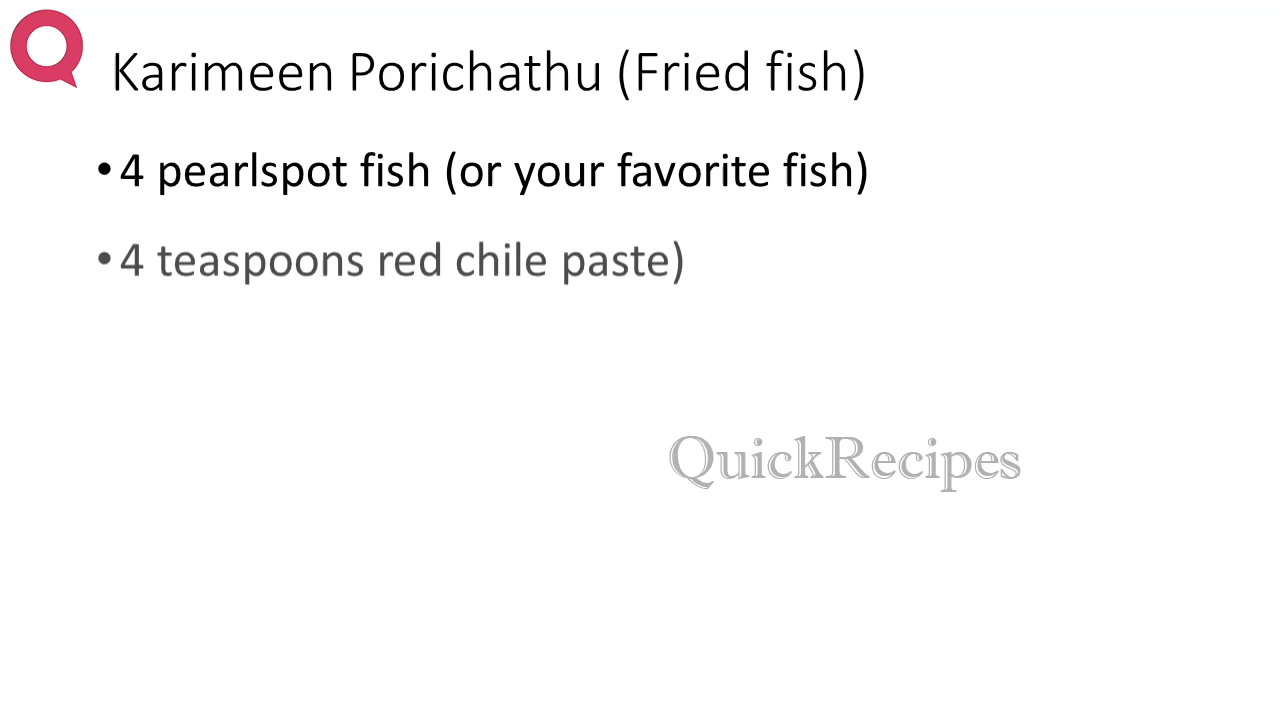 Karimeen Porichathu (Fried fish)
• 4 pearlspot fish (or your favorite fish)
• 4 teaspoons red chile paste)
QuickRecipes